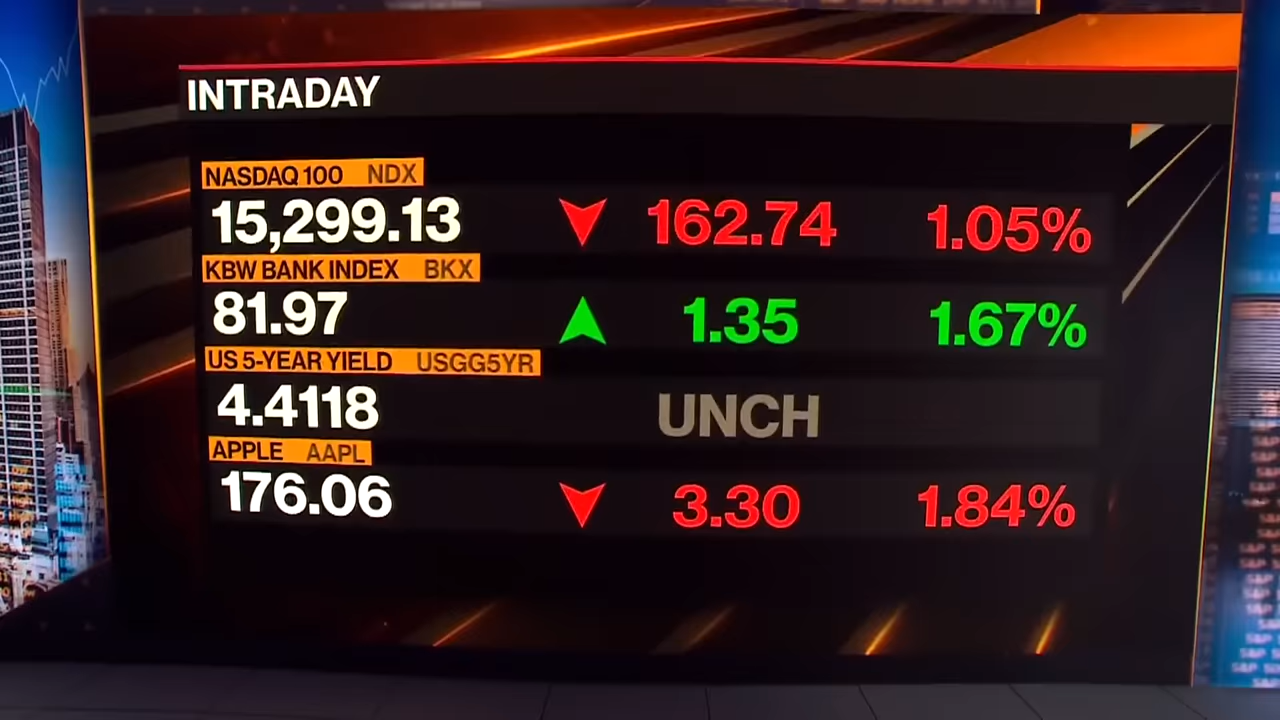 INTRADAY
NASDAQ 100 NDX
15,299.13 ▼ 162.74 1.05%
KBW BANK INDEX BKX
81.97 ▲ 1.35 1.67%
US 5-YEAR YIELD USGG5YR
4.4118 UNCH
APPLE AAPL
176.06 ▼ 3.30 1.84%